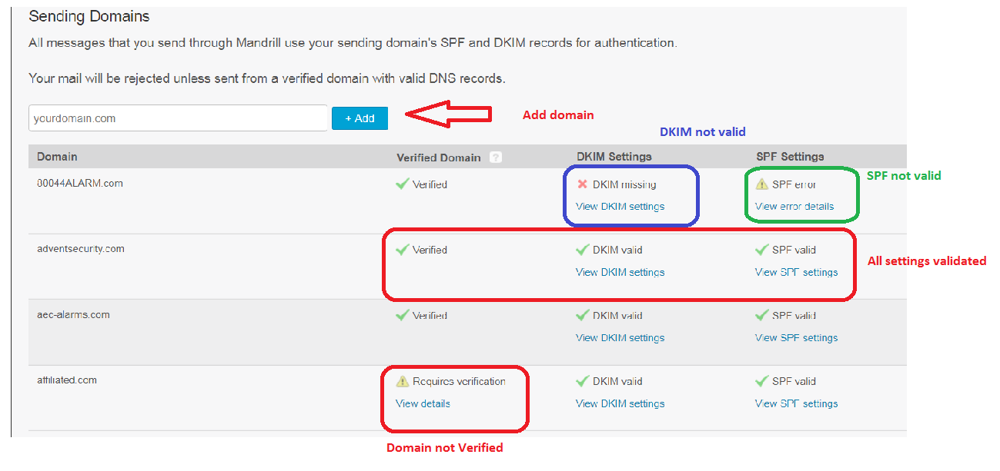 Sending Domains
All messages that you send through Mandrill use your sending domain's SPF and DKIM records for authentication.
Your mail will be rejected unless sent from a verified domain with valid DNS records.
yourdomain.com
+ Add
Add domain
DKIM not valid
Domain
Verified Domain ?
DKIM Settings
SPF Settings
80044ALARM.com
Verified
DKIM missing
SPF error
SPF not valid
View DKIM settings
View error details
adventsecurity.com
Verified
DKIM valid
SPF valid
All settings validated
View DKIM settings
View SPF settings
aec-alarms.com
Verified
DKIM valid
SPF valid
View DKIM settings
View SPF settings
affiliated.com
Requires verification
DKIM valid
SPF valid
View details
View DKIM settings
View SPF settings
Domain not Verified